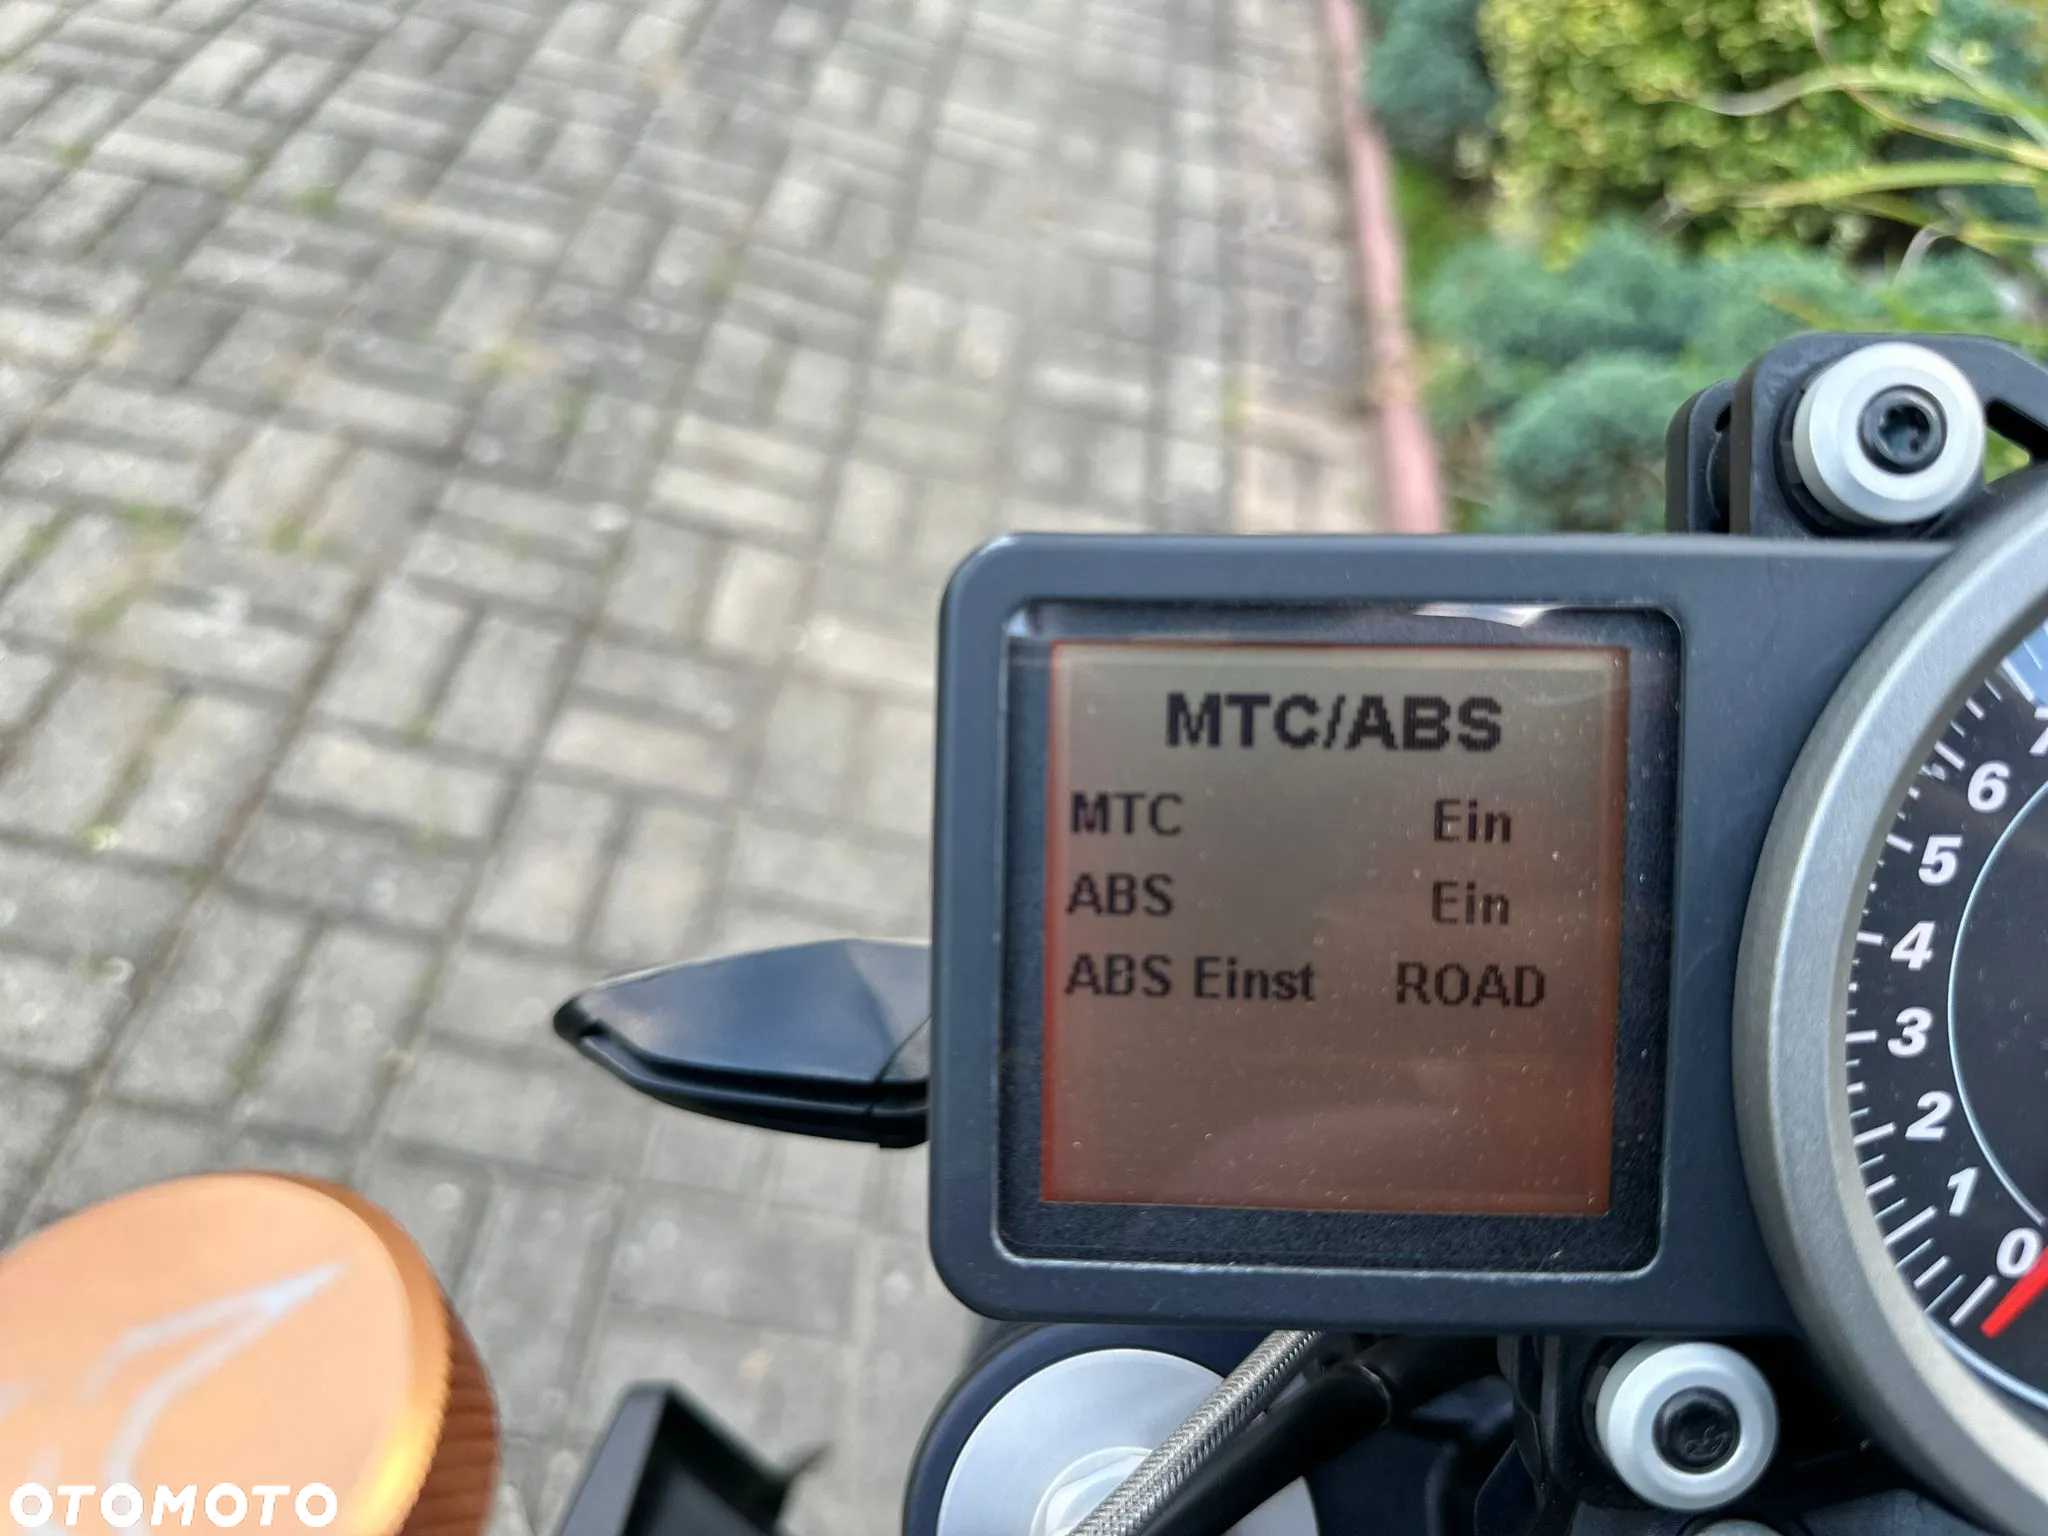 MTC/ABS
MTC Ein
ABS Ein
ABS Einst ROAD
7
6
5
4
3
2
1
0
OTOMOTO